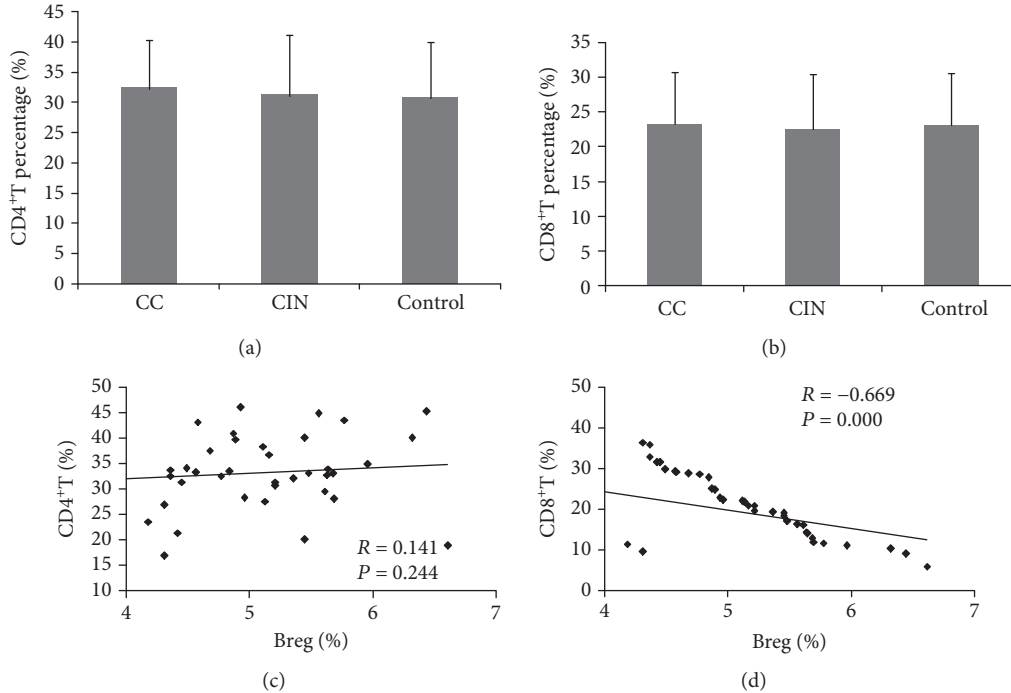 45
40
35
30
25
20
15
10
5
0
CD4⁺T percentage (%)
CC
CIN
Control
(a)
35
30
25
20
15
10
5
0
CD8⁺T percentage (%)
CC
CIN
Control
(b)
50
45
40
35
30
25
20
15
10
CD4⁺T (%)
R = 0.141
P = 0.244
4
5
6
7
Breg (%)
(c)
50
40
30
20
10
0
CD8⁺T (%)
R = −0.669
P = 0.000
4
5
6
7
Breg (%)
(d)